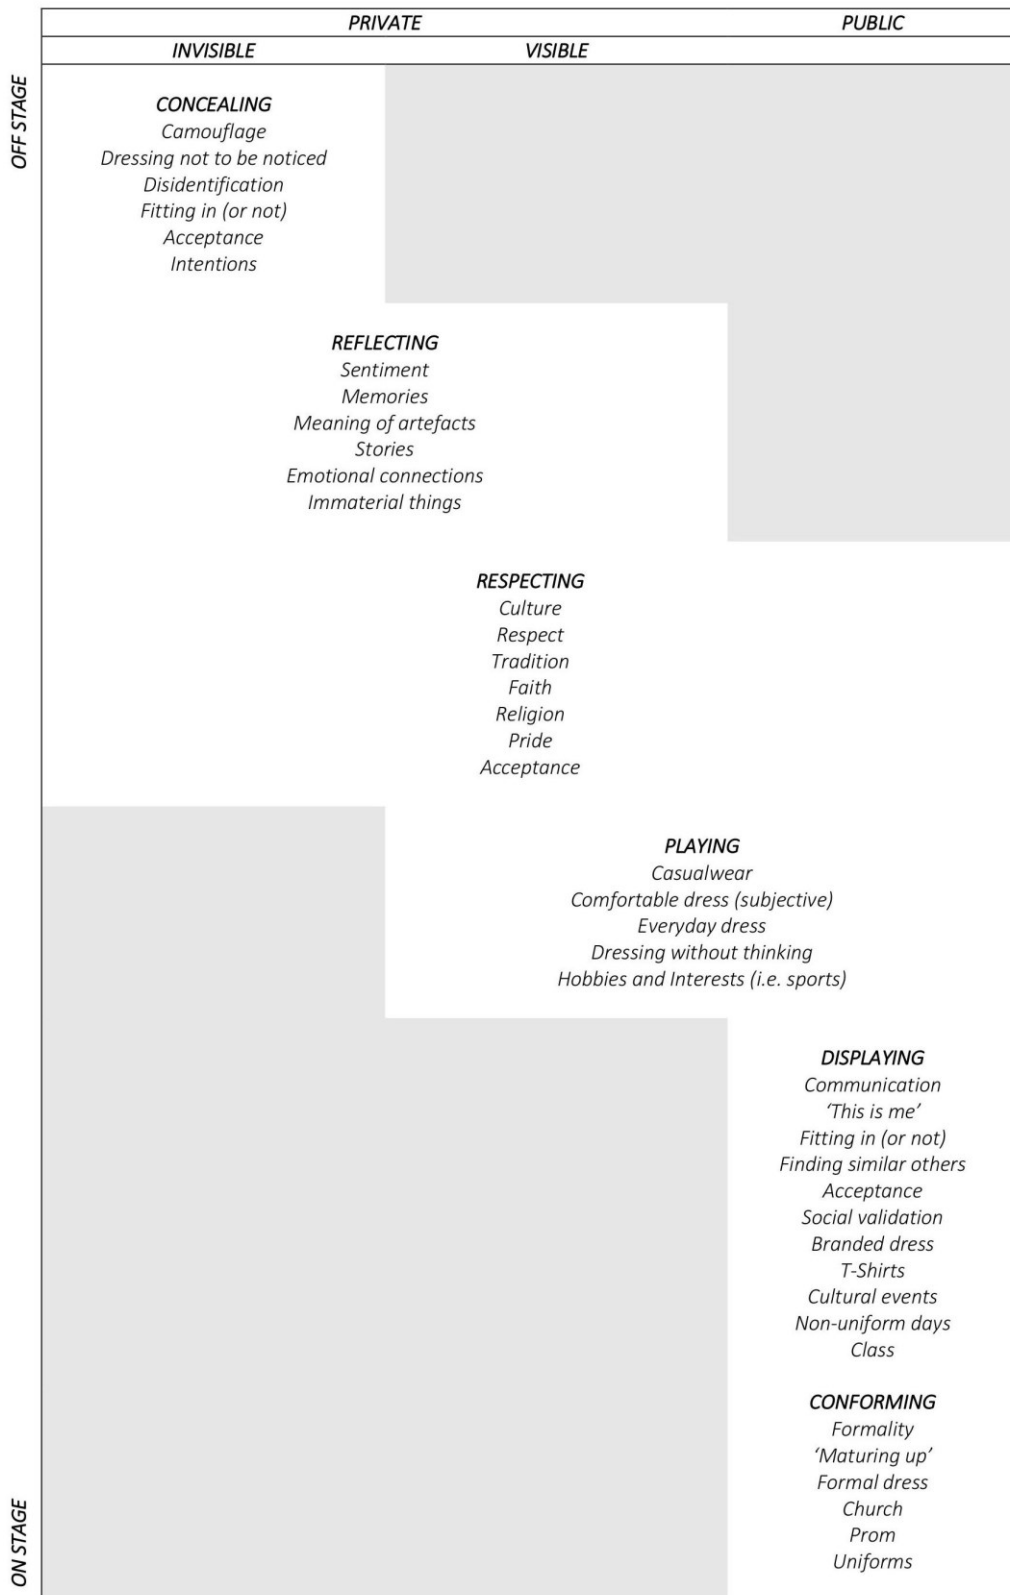 PRIVATE PUBLIC
INVISIBLE VISIBLE
OFF STAGE
CONCEALING
Camouflage
Dressing not to be noticed
Disidentification
Fitting in (or not)
Acceptance
Intentions
REFLECTING
Sentiment
Memories
Meaning of artefacts
Stories
Emotional connections
Immaterial things
RESPECTING
Culture
Respect
Tradition
Faith
Religion
Pride
Acceptance
PLAYING
Casualwear
Comfortable dress (subjective)
Everyday dress
Dressing without thinking
Hobbies and Interests (i.e. sports)
DISPLAYING
Communication
‘This is me’
Fitting in (or not)
Finding similar others
Acceptance
Social validation
Branded dress
T-Shirts
Cultural events
Non-uniform days
Class
CONFORMING
Formality
‘Maturing up’
Formal dress
Church
Prom
Uniforms
ON STAGE